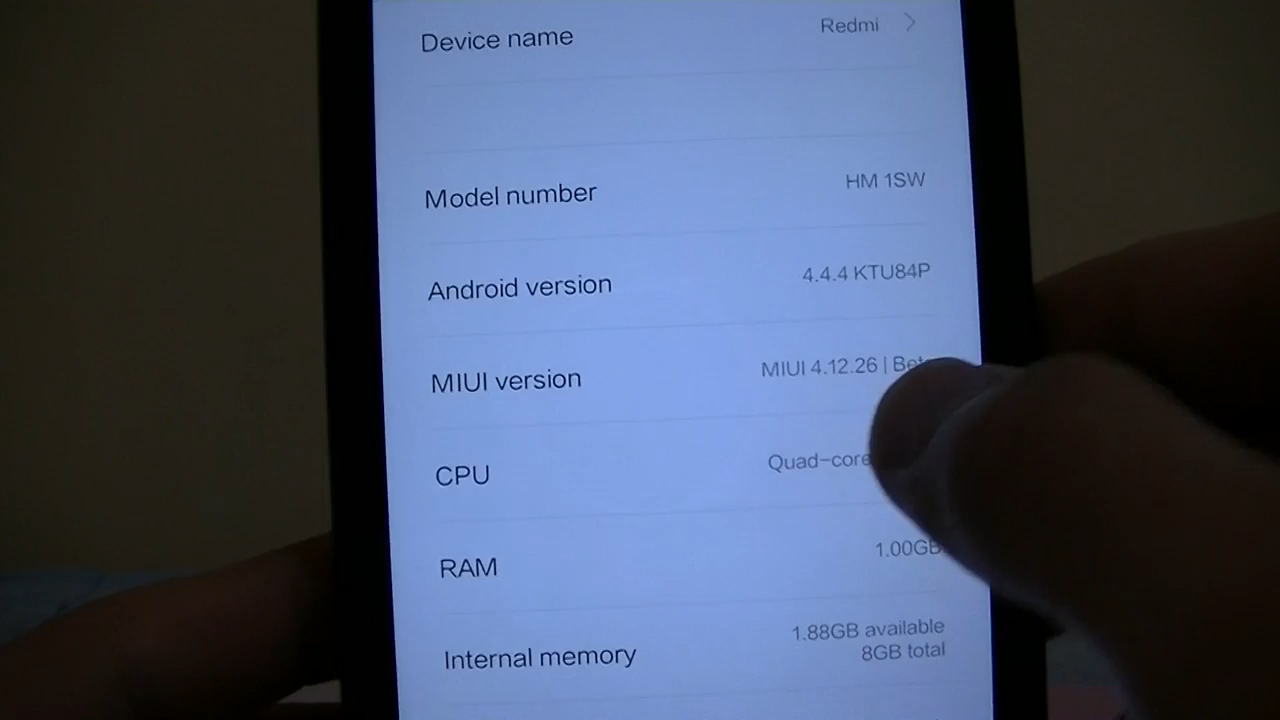 Device name Redmi
Model number HM 1SW
Android version 4.4.4 KTU84P
MIUI version MIUI 4.12.26 |
CPU Quad-core
RAM 1.00GB
Internal memory 1.88GB available
8GB total